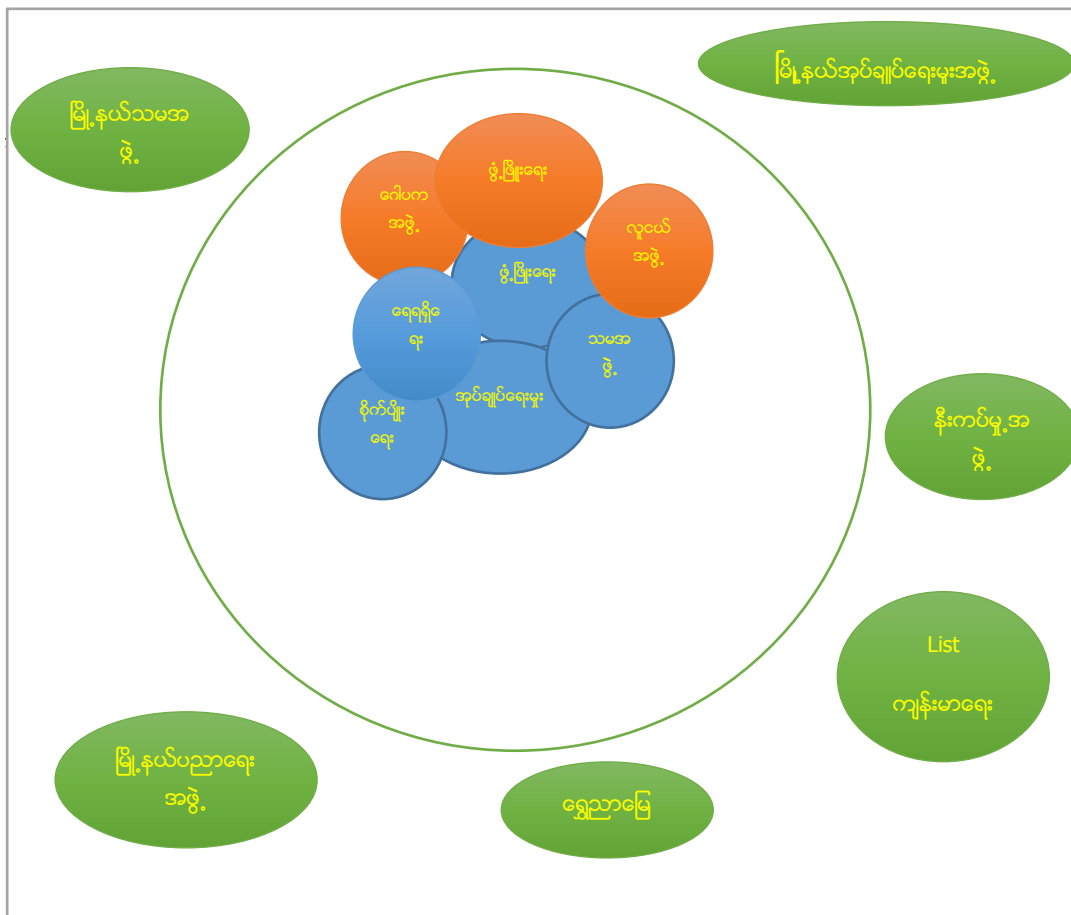 မြို့နယ်အုပ်ချုပ်ရေးမှုးအဖွဲ့
မြို့နယ်သမအ
ဖွဲ့
ဖွံ့ဖြိုးရေး
ဂေါပက
အဖွဲ့
လူငယ်
အဖွဲ့
ဖွံ့ဖြိုးရေး
ရေရရှိရေ
ရး
သမအ
ဖွဲ့
အုပ်ချုပ်ရေးမှုး
စိုက်ပျိုး
ရေး
နီးကပ်မှု့အ
ဖွဲ့
List
ကျန်းမာရေး
မြို့နယ်ပညာရေး
အဖွဲ့
ရွှေညာမြေ